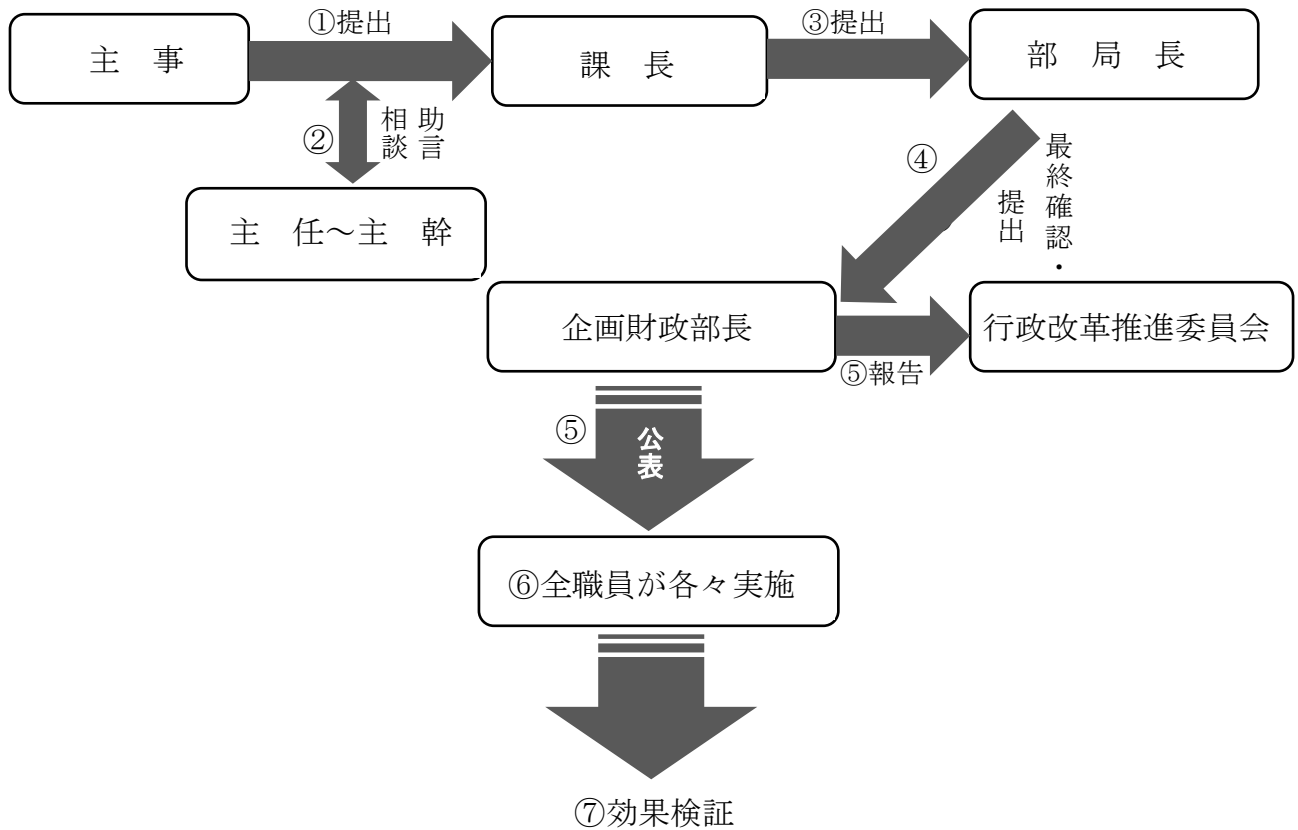 ①提出
③提出
主　事
課　長
部　局　長
②
相談
助言
④
最終確認・
提出
主　任～主　幹
企画財政部長
行政改革推進委員会
⑤報告
⑤
公表
⑥全職員が各々実施
⑦効果検証